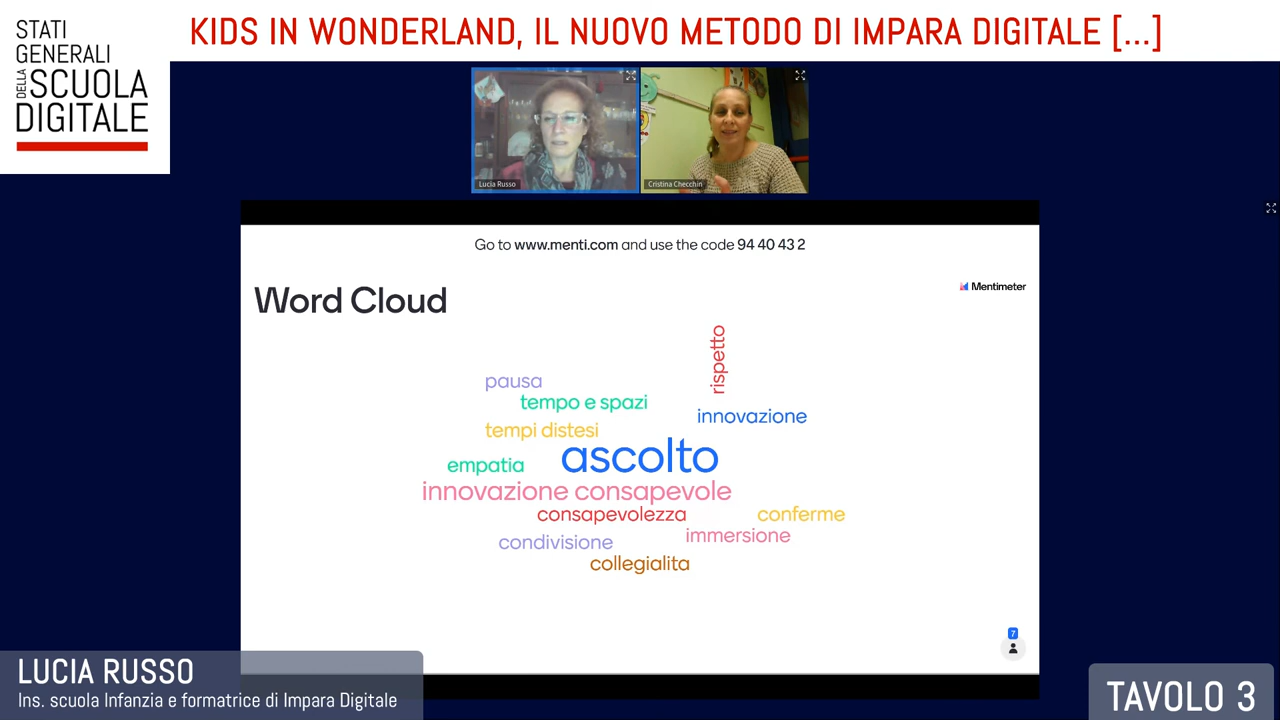 STATI
GENERALI
DELLA SCUOLA
DIGITALE
KIDS IN WONDERLAND, IL NUOVO METODO DI IMPARA DIGITALE [...]
Lucia Russo
Cristina Checchin
Go to www.menti.com and use the code 94 40 43 2
Word Cloud
Mentimeter
rispetto
pausa
tempo e spazi
innovazione
tempi distesi
ascolto
empatia
innovazione consapevole
consapevolezza
conferme
immersione
condivisione
collegialita
7
LUCIA RUSSO
Ins. scuola Infanzia e formatrice di Impara Digitale
TAVOLO 3